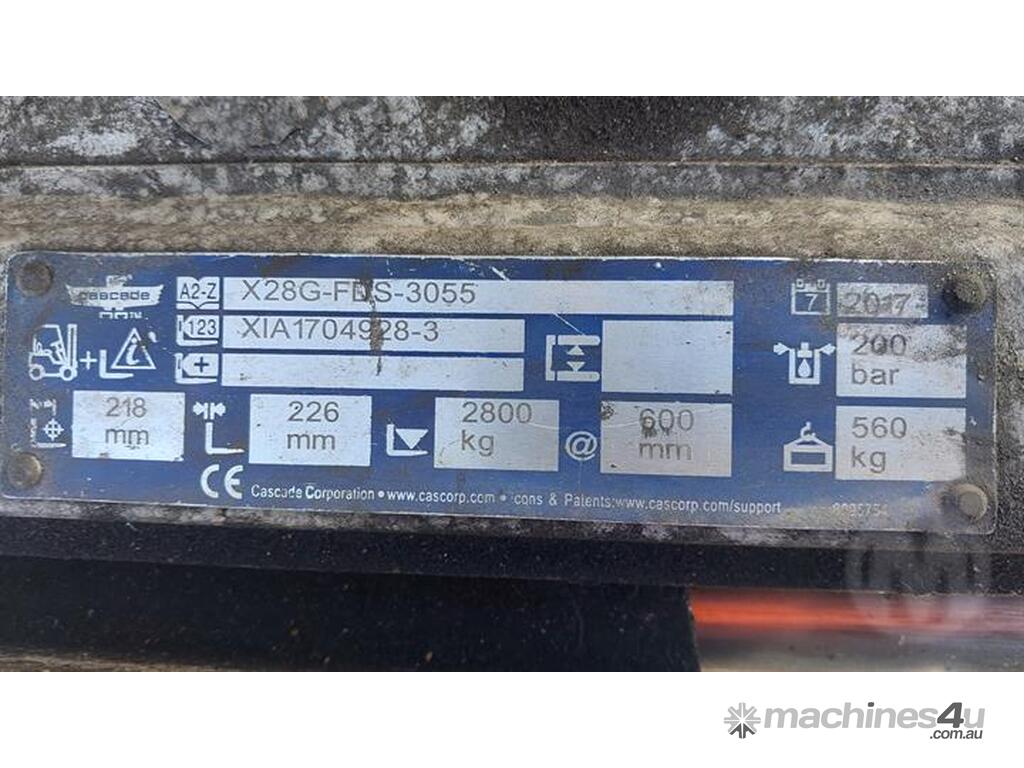 cascade TM
A2-Z X28G-FDS-3055 7 2017
123 XIA1704928-3 200 bar
218 mm 226 mm 2800 kg @ 600 mm 560 kg
CE Cascade Corporation • www.cascorp.com • Icons & Patents: www.cascorp.com/support
machines4u
.com.au